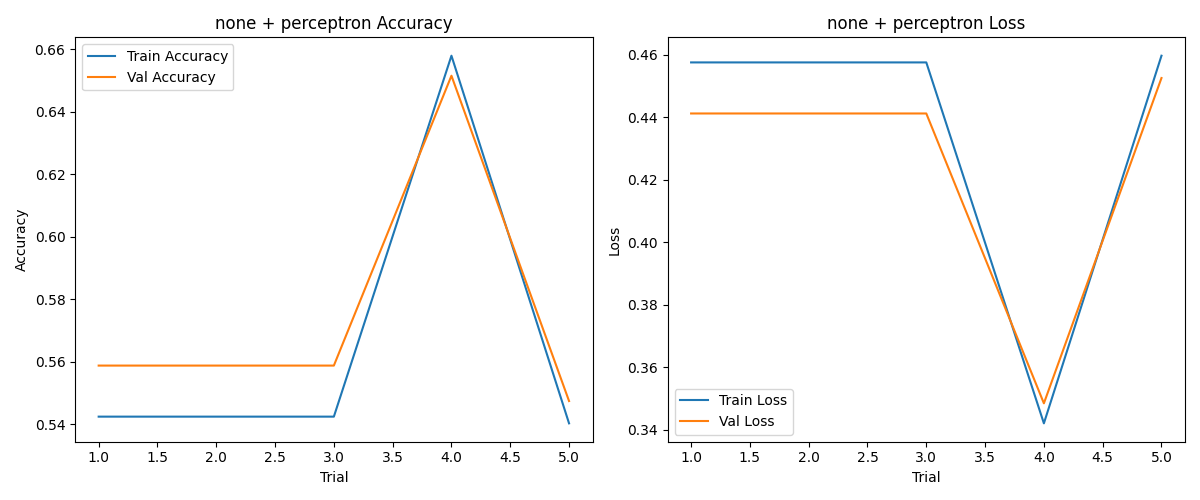 none + perceptron Accuracy
Train Accuracy
Val Accuracy
0.66
0.64
0.62
0.60
0.58
0.56
0.54
Accuracy
1.0 1.5 2.0 2.5 3.0 3.5 4.0 4.5 5.0
Trial
none + perceptron Loss
0.46
0.44
0.42
0.40
0.38
0.36
0.34
Loss
Train Loss
Val Loss
1.0 1.5 2.0 2.5 3.0 3.5 4.0 4.5 5.0
Trial